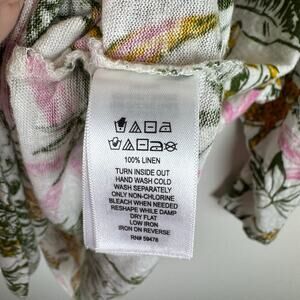 100% LINEN
TURN INSIDE OUT
HAND WASH COLD
WASH SEPARATELY
ONLY NON-CHLORINE
BLEACH WHEN NEEDED
RESHAPE WHILE DAMP
DRY FLAT
LOW IRON
IRON ON REVERSE
RN# 59478